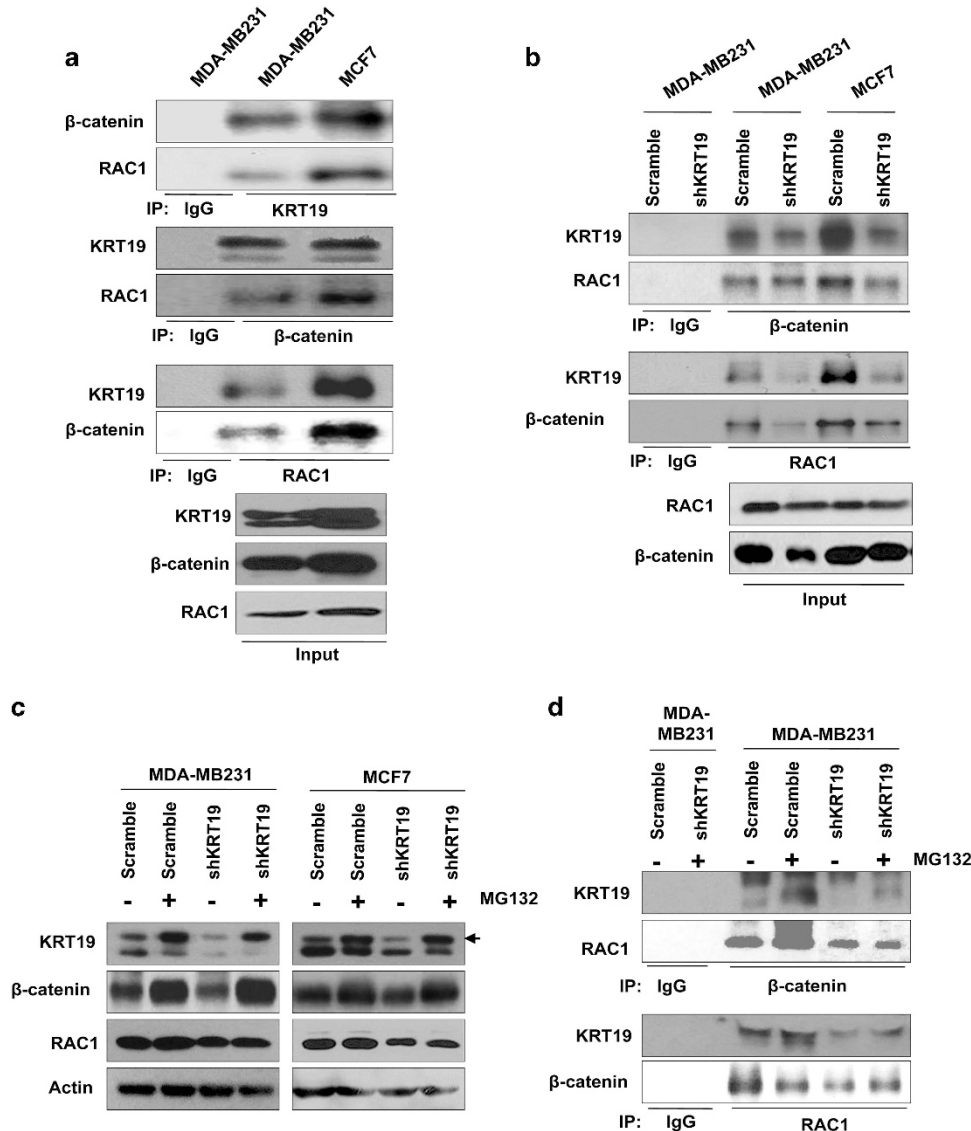 a
MDA-MB231 MDA-MB231 MCF7
β-catenin
RAC1
IP: IgG KRT19
KRT19
RAC1
IP: IgG β-catenin
KRT19
β-catenin
IP: IgG RAC1
KRT19
β-catenin
RAC1
Input
b
MDA-MB231 MDA-MB231 MCF7
Scramble shKRT19 Scramble shKRT19 Scramble shKRT19
KRT19
RAC1
IP: IgG β-catenin
KRT19
β-catenin
IP: IgG RAC1
RAC1
β-catenin
Input
c
MDA-MB231 MCF7
Scramble Scramble shKRT19 shKRT19 Scramble Scramble shKRT19 shKRT19
- + - + - + - + MG132
KRT19
β-catenin
RAC1
Actin
d
MDA-
MB231 MDA-MB231
Scramble shKRT19 Scramble Scramble shKRT19 shKRT19
- + - + - + MG132
KRT19
RAC1
IP: IgG β-catenin
KRT19
β-catenin
IP: IgG RAC1